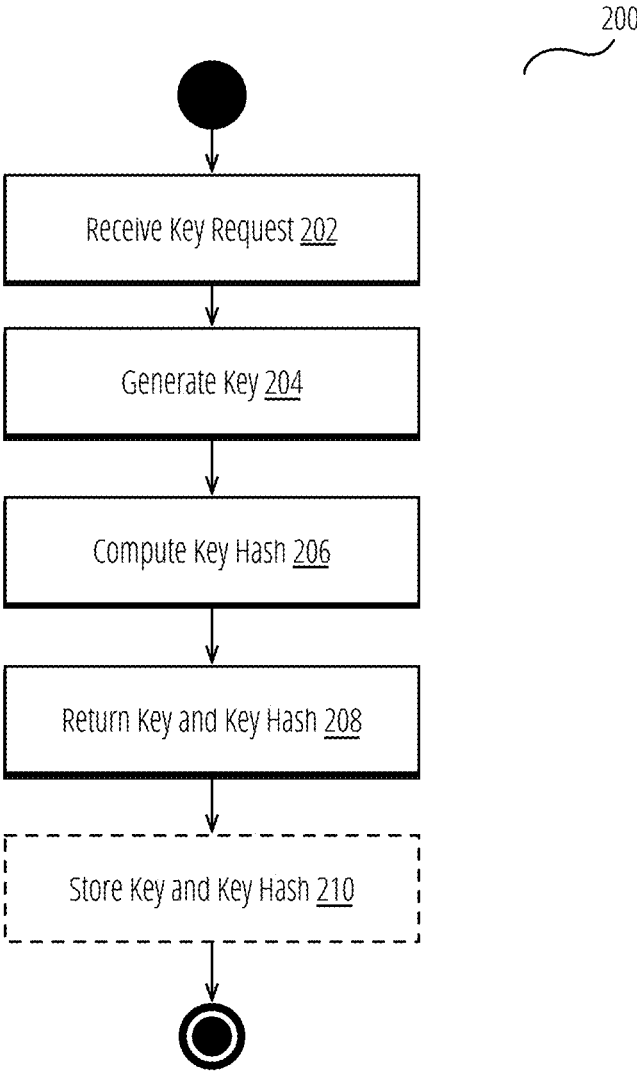 200
Receive Key Request 202
Generate Key 204
Compute Key Hash 206
Return Key and Key Hash 208
Store Key and Key Hash 210